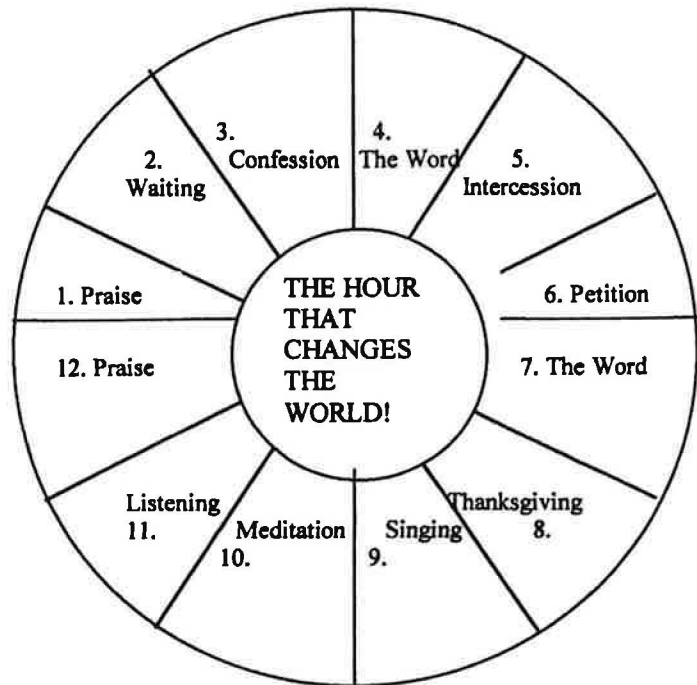 1. Praise
2.
Waiting
3.
Confession
4.
The Word
5.
Intercession
6. Petition
7. The Word
Thanksgiving
8.
Singing
9.
Meditation
10.
Listening
11.
12. Praise
THE HOUR
THAT
CHANGES
THE
WORLD!